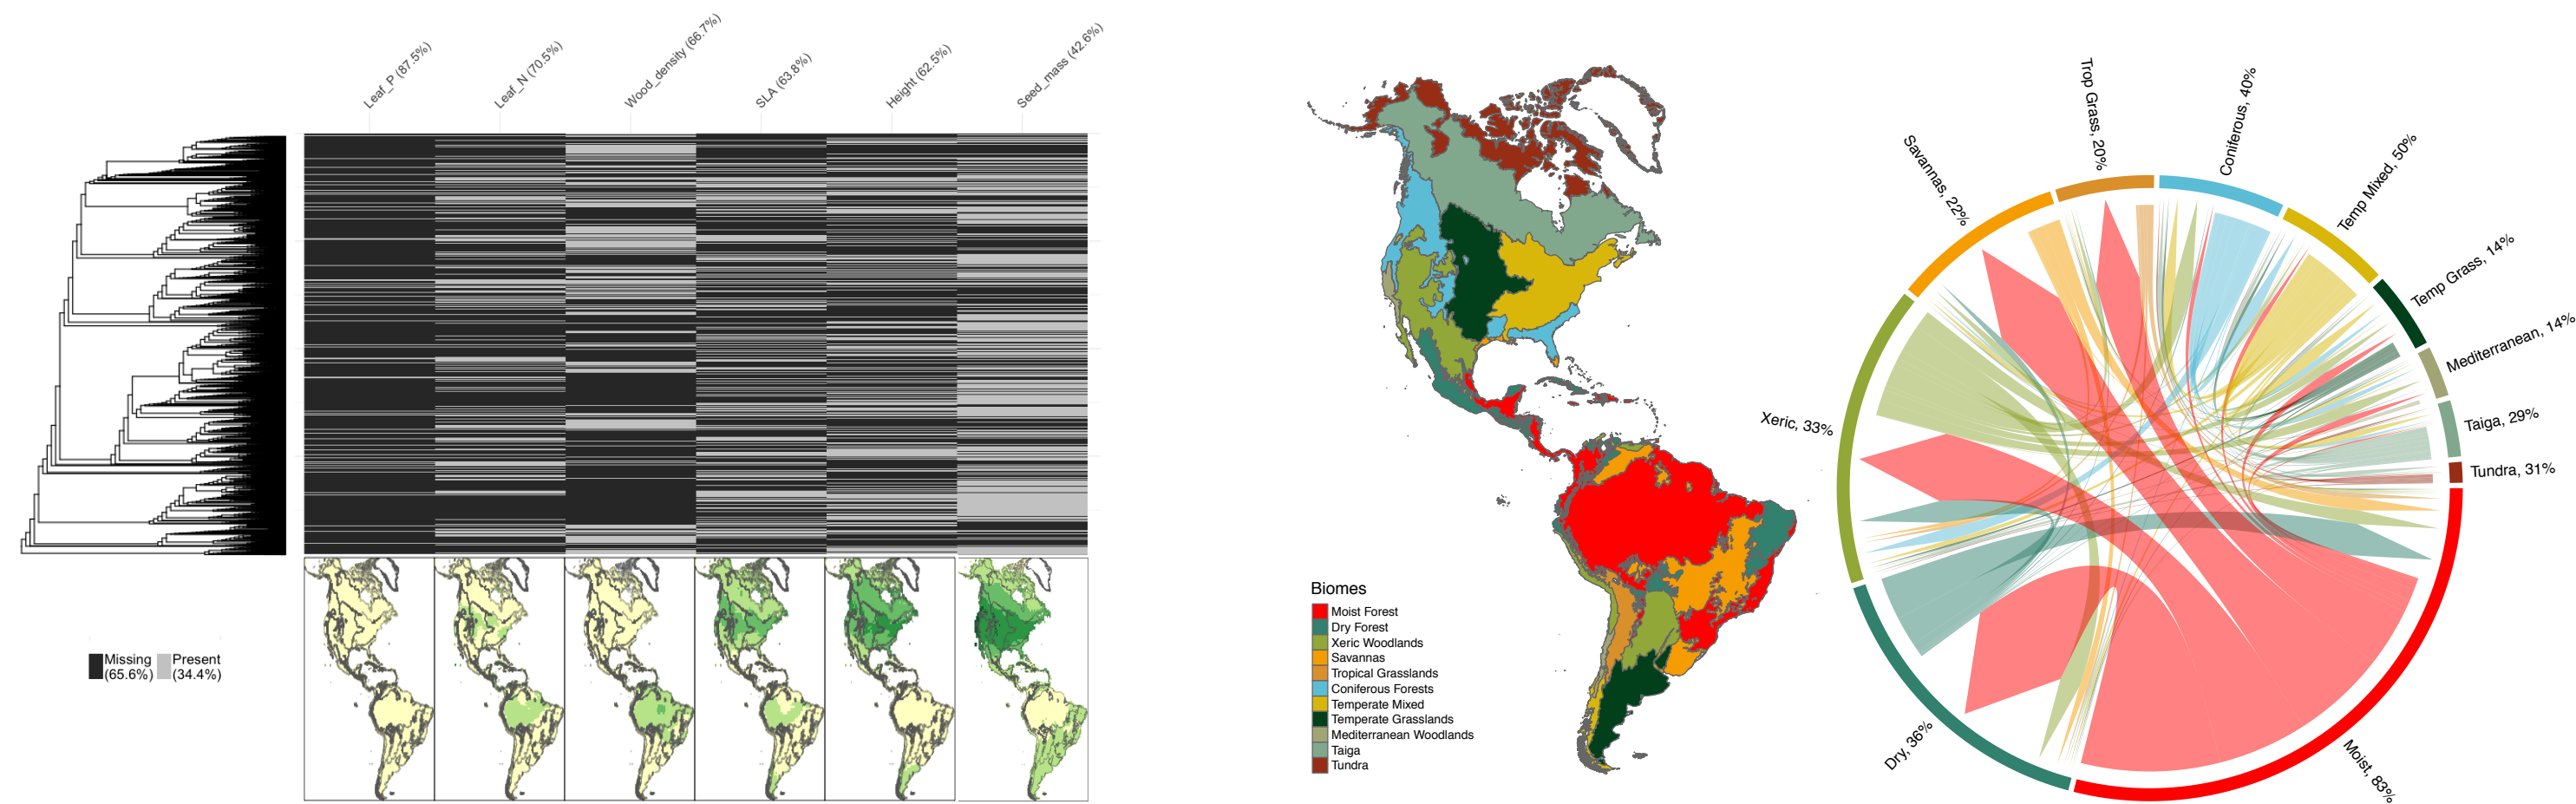 Leaf_P (87.5%)
Leaf_N (70.5%)
Wood_density (66.7%)
SLA (63.8%)
Height (62.5%)
Seed_mass (42.6%)
Missing
(65.6%)
Present
(34.4%)
Biomes
Moist Forest
Dry Forest
Xeric Woodlands
Savannas
Tropical Grasslands
Coniferous Forests
Temperate Mixed
Temperate Grasslands
Mediterranean Woodlands
Taiga
Tundra
Xeric, 33%
Savannas, 22%
Trop Grass, 20%
Coniferous, 40%
Temp Mixed, 50%
Temp Grass, 14%
Mediterranean, 14%
Taiga, 29%
Tundra, 31%
Moist, 83%
Dry, 36%